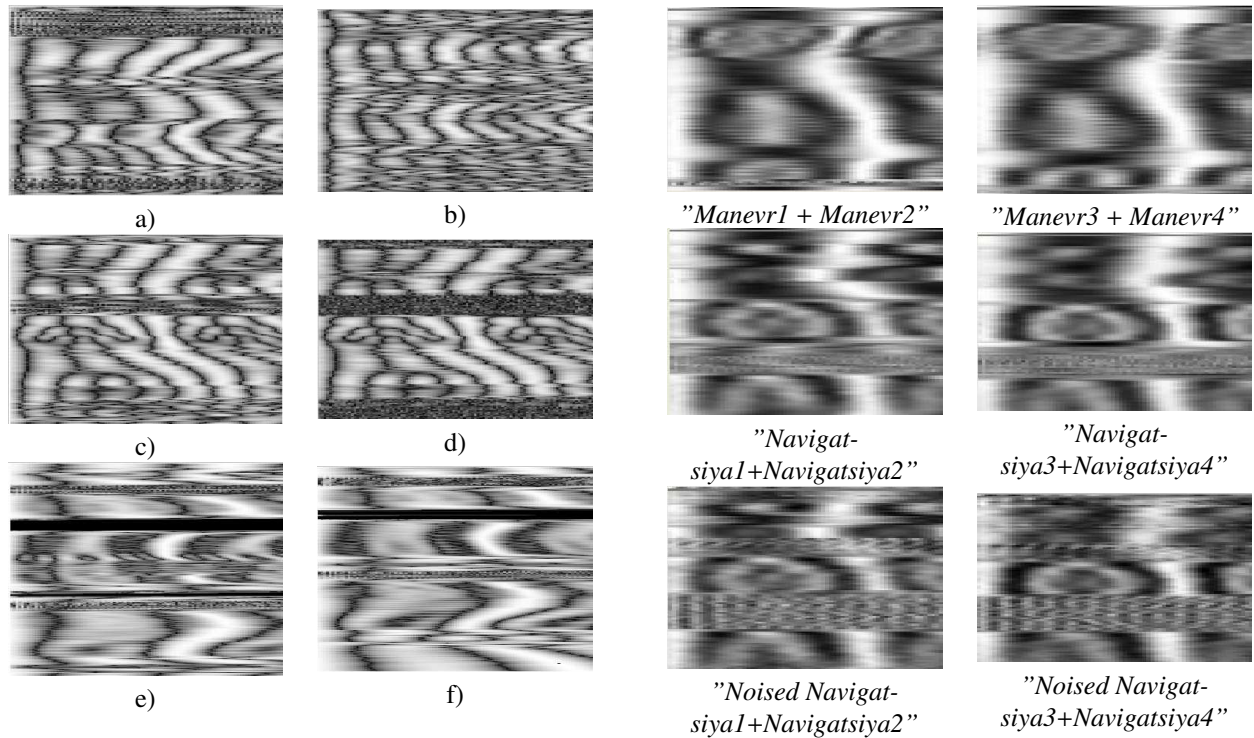 a)
b)
c)
d)
e)
f)
”Manevr1 + Manevr2”
”Manevr3 + Manevr4”
”Navigat-
siya1+Navigatsiya2”
”Navigat-
siya3+Navigatsiya4”
”Noised Navigat-
siya1+Navigatsiya2”
”Noised Navigat-
siya3+Navigatsiya4”